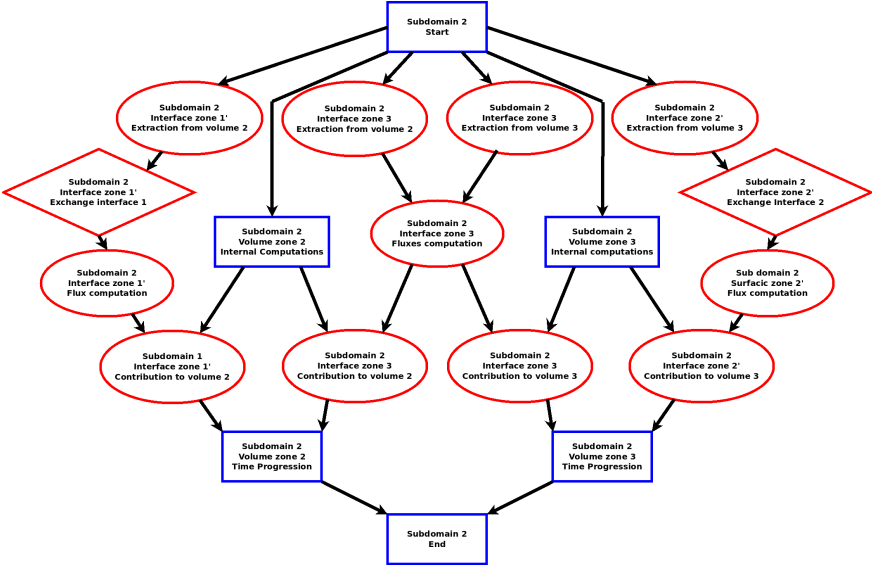 Subdomain 2
Start
Subdomain 2
Interface zone 1'
Extraction from volume 2
Subdomain 2
Interface zone 3
Extraction from volume 2
Subdomain 2
Interface zone 3
Extraction from volume 3
Subdomain 2
Interface zone 2'
Extraction from volume 3
Subdomain 2
Interface zone 1'
Exchange interface 1
Subdomain 2
Interface zone 2'
Exchange Interface 2
Subdomain 2
Volume zone 2
Internal Computations
Subdomain 2
Interface zone 3
Fluxes computation
Subdomain 2
Volume zone 3
Internal computations
Subdomain 2
Interface zone 1'
Flux computation
Sub domain 2
Surfacic zone 2'
Flux computation
Subdomain 1
Interface zone 1'
Contribution to volume 2
Subdomain 2
Interface zone 3
Contribution to volume 2
Subdomain 2
Interface zone 3
Contribution to volume 3
Subdomain 2
Interface zone 2'
Contribution to volume 3
Subdomain 2
Volume zone 2
Time Progression
Subdomain 2
Volume zone 3
Time Progression
Subdomain 2
End